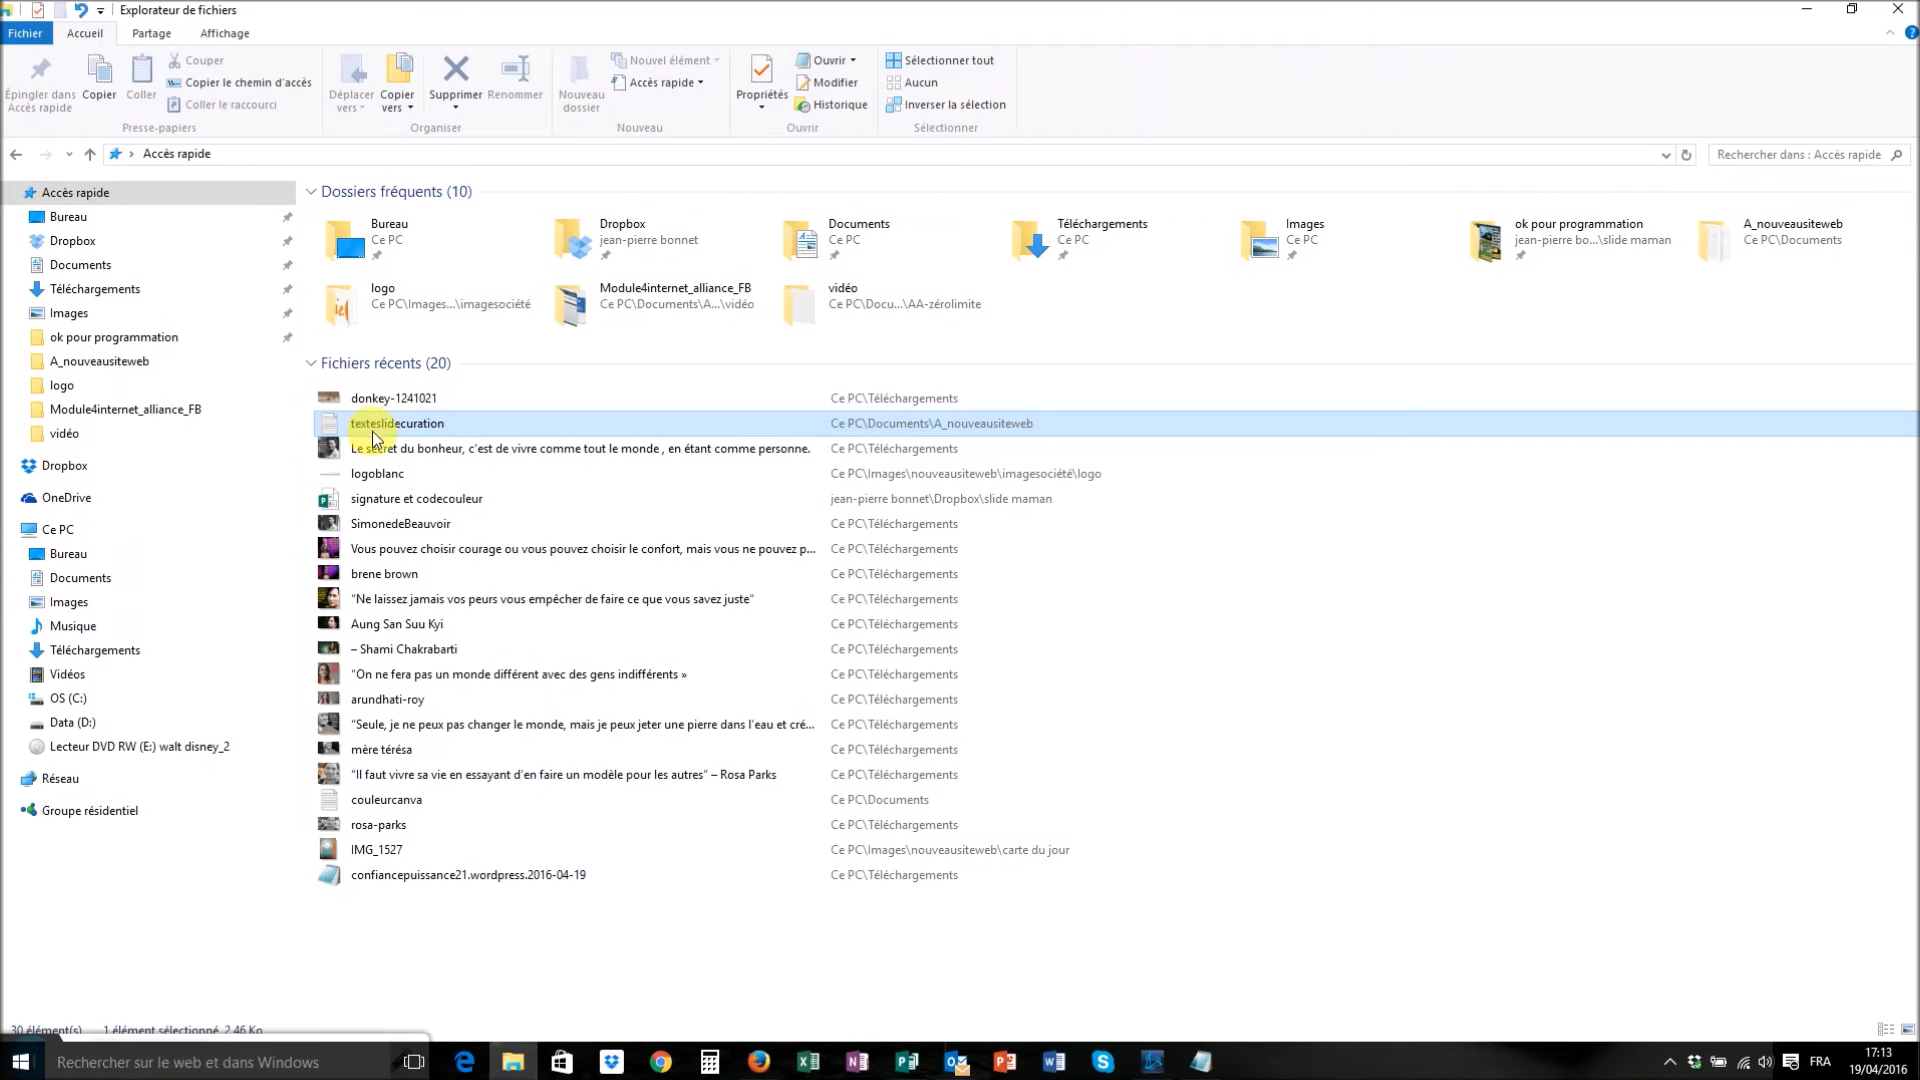 Explorateur de fichiers
Fichier
Accueil
Partage
Affichage
Épingler dans
Accès rapide
Copier
Coller
Couper
Copier le chemin d'accès
Coller le raccourci
Presse-papiers
Déplacer
vers
Copier
vers
Supprimer
Renommer
Organiser
Nouveau
dossier
Nouvel élément
Accès rapide
Nouveau
Propriétés
Ouvrir
Modifier
Historique
Ouvrir
Sélectionner tout
Aucun
Inverser la sélection
Sélectionner
Accès rapide
Rechercher dans : Accès rapide
Accès rapide
Bureau
Dropbox
Documents
Téléchargements
Images
ok pour programmation
A_nouveausiteweb
logo
Module4internet_alliance_FB
vidéo
Dropbox
OneDrive
Ce PC
Bureau
Documents
Images
Musique
Téléchargements
Vidéos
OS (C:)
Data (D:)
Lecteur DVD RW (E:) walt disney_2
Réseau
Groupe résidentiel
Dossiers fréquents (10)
Bureau
Ce PC
Dropbox
jean-pierre bonnet
Documents
Ce PC
Téléchargements
Ce PC
Images
Ce PC
ok pour programmation
jean-pierre bo...\slide maman
A_nouveausiteweb
Ce PC\Documents
logo
Ce PC\Images...\imagesociété
Module4internet_alliance_FB
Ce PC\Documents\A...\vidéo
vidéo
Ce PC\Docu...\AA-zérolimite
Fichiers récents (20)
donkey-1241021 Ce PC\Téléchargements
texteslidecuration Ce PC\Documents\A_nouveausiteweb
Le secret du bonheur, c'est de vivre comme tout le monde , en étant comme personne. Ce PC\Téléchargements
logoblanc Ce PC\Images\nouveausiteweb\imagesociété\logo
signature et codecouleur jean-pierre bonnet\Dropbox\slide maman
SimonedeBeauvoir Ce PC\Téléchargements
Vous pouvez choisir courage ou vous pouvez choisir le confort, mais vous ne pouvez p... Ce PC\Téléchargements
brene brown Ce PC\Téléchargements
“Ne laissez jamais vos peurs vous empêcher de faire ce que vous savez juste” Ce PC\Téléchargements
Aung San Suu Kyi Ce PC\Téléchargements
– Shami Chakrabarti Ce PC\Téléchargements
“On ne fera pas un monde différent avec des gens indifférents » Ce PC\Téléchargements
arundhati-roy Ce PC\Téléchargements
“Seule, je ne peux pas changer le monde, mais je peux jeter une pierre dans l'eau et cré... Ce PC\Téléchargements
mère térésa Ce PC\Téléchargements
“Il faut vivre sa vie en essayant d'en faire un modèle pour les autres” – Rosa Parks Ce PC\Téléchargements
couleurcanva Ce PC\Documents
rosa-parks Ce PC\Téléchargements
IMG_1527 Ce PC\Images\nouveausiteweb\carte du jour
confiancepuissance21.wordpress.2016-04-19 Ce PC\Téléchargements
30 élément(s) 1 élément sélectionné 2,46 Ko
Rechercher sur le web et dans Windows
FRA
17:13
19/04/2016